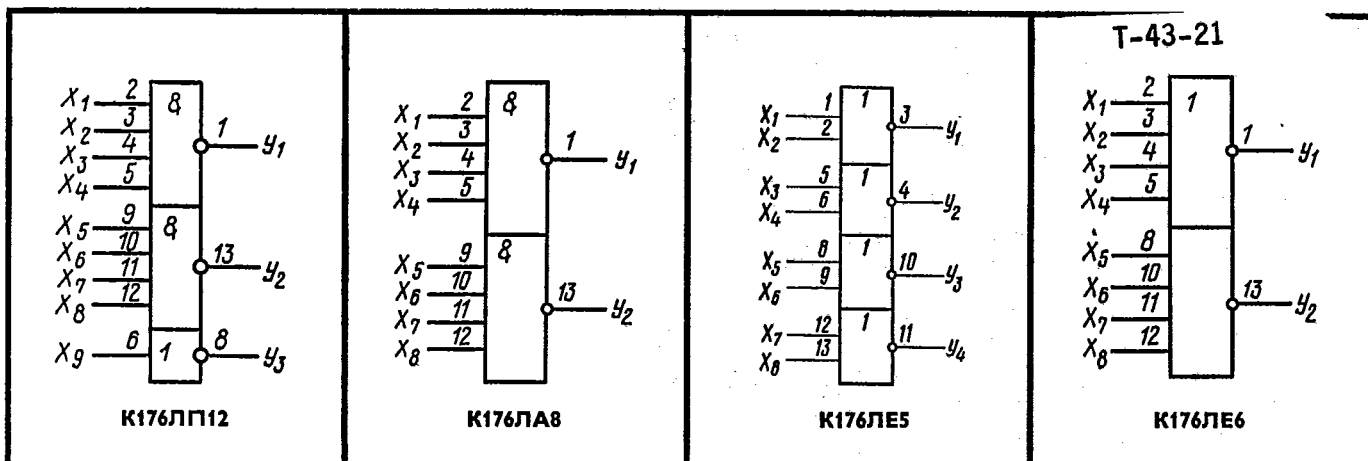 T-43-21
X1 2 &
X2 3
X3 4 1 y1
X4 5
X5 9 &
X6 10
X7 11 13 y2
X8 12
X9 6 1 8 y3
К176ЛП12
X1 2 &
X2 3
X3 4 1 y1
X4 5
X5 9 &
X6 10
X7 11 13 y2
X8 12
К176ЛА8
X1 1 1 3 y1
X2 2
X3 5 1 4 y2
X4 6
X5 8 1 10 y3
X6 9
X7 12 1 11 y4
X8 13
К176ЛЕ5
X1 2 1
X2 3 1 y1
X3 4
X4 5
X5 8
X6 10 13 y2
X7 11
X8 12
К176ЛЕ6